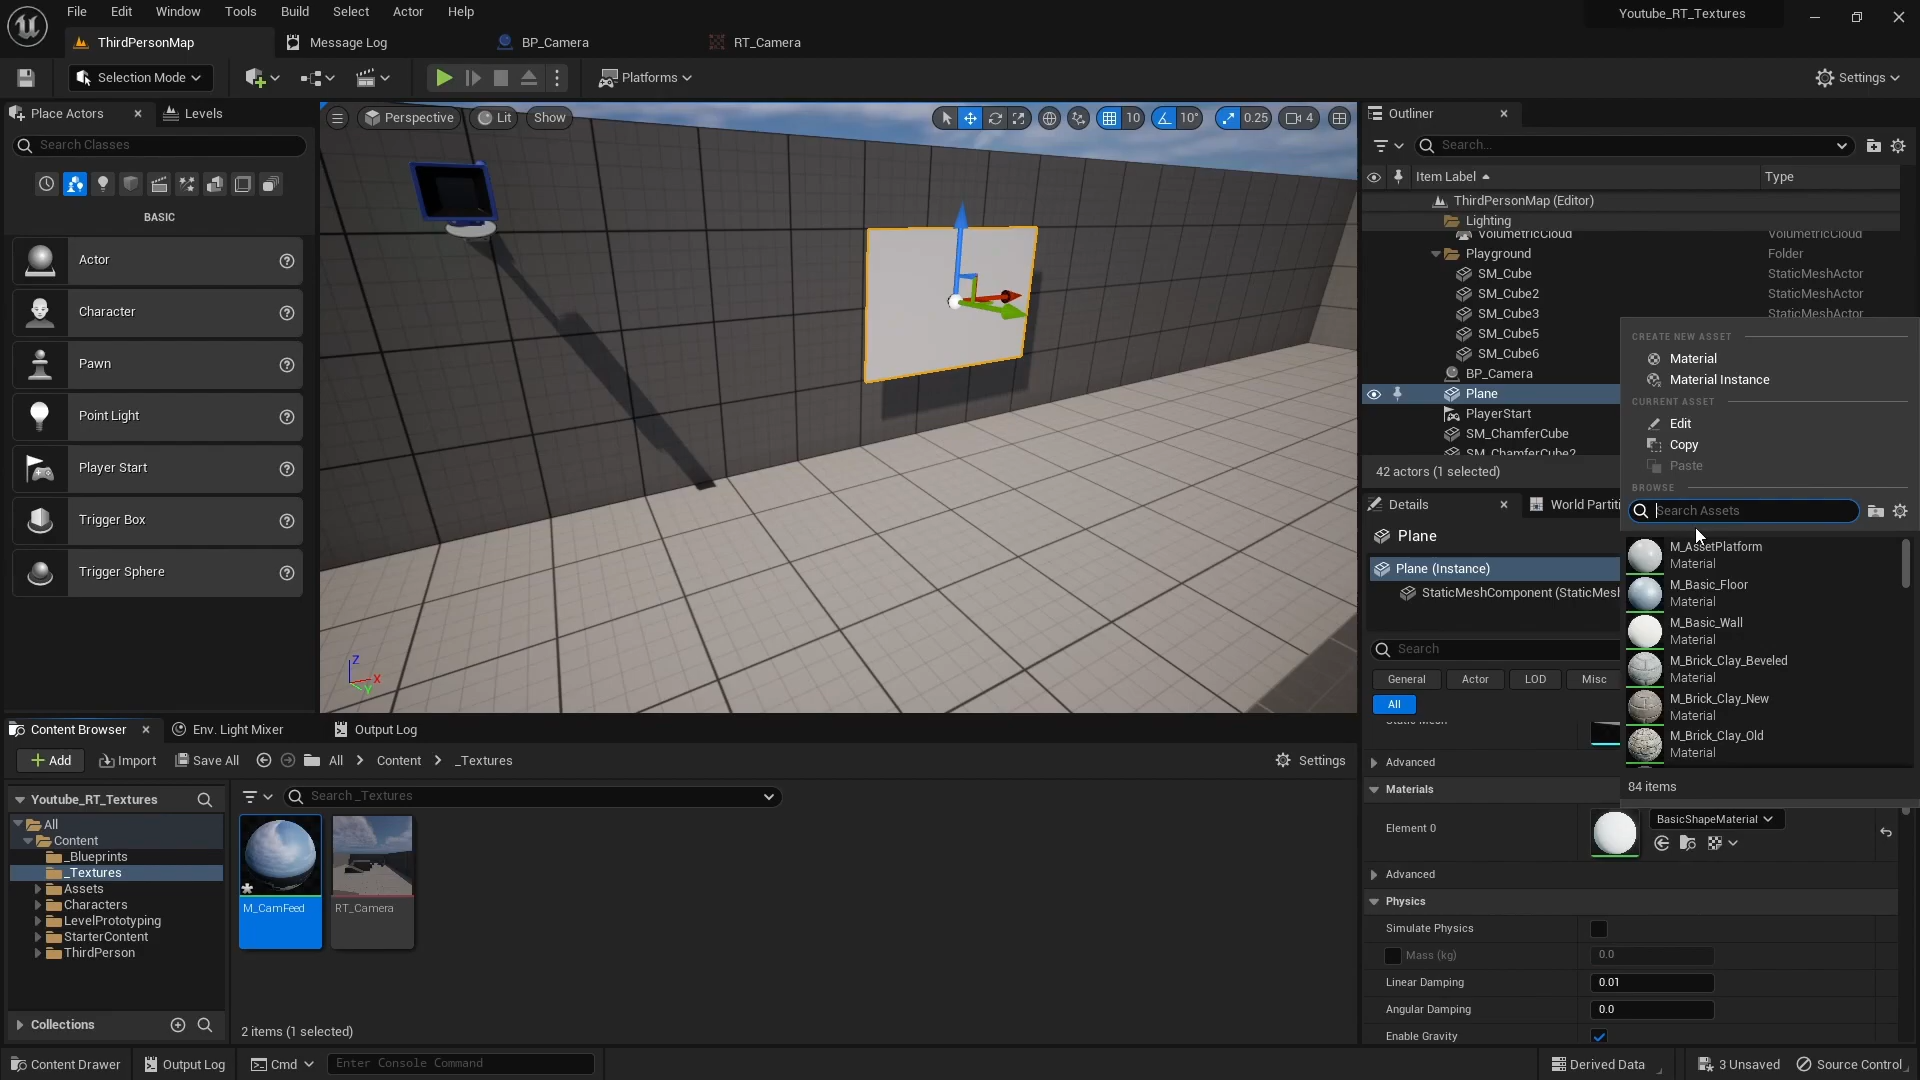 File Edit Window Tools Build Select Actor Help Youtube_RT_Textures
ThirdPersonMap Message Log BP_Camera RT_Camera
Selection Mode Platforms Settings
Place Actors Levels
Search Classes
BASIC
Actor
Character
Pawn
Point Light
Player Start
Trigger Box
Trigger Sphere
Perspective Lit Show 10 10° 0.25 4
Z
X
Y
Outliner
Search...
Item Label Type
ThirdPersonMap (Editor)
Lighting
VolumetricCloud VolumetricCloud
Playground Folder
SM_Cube StaticMeshActor
SM_Cube2 StaticMeshActor
SM_Cube3 StaticMeshActor
SM_Cube5
SM_Cube6
BP_Camera
Plane
PlayerStart
SM_ChamferCube
SM_ChamferCube2
42 actors (1 selected)
CREATE NEW ASSET
Material
Material Instance
CURRENT ASSET
Edit
Copy
Paste
BROWSE
Search Assets
M_AssetPlatform
Material
M_Basic_Floor
Material
M_Basic_Wall
Material
M_Brick_Clay_Beveled
Material
M_Brick_Clay_New
Material
M_Brick_Clay_Old
Material
84 items
Details World Partiti
Plane
Plane (Instance)
StaticMeshComponent (StaticMesh
Search
General Actor LOD Misc
All
Static Mesh
Advanced
Materials
Element 0 BasicShapeMaterial
Advanced
Physics
Simulate Physics
Mass (kg) 0.0
Linear Damping 0.01
Angular Damping 0.0
Enable Gravity
Content Browser Env. Light Mixer Output Log
Add Import Save All All Content _Textures Settings
Youtube_RT_Textures
Search _Textures
All
Content
_Blueprints
_Textures
Assets
Characters
LevelPrototyping
StarterContent
ThirdPerson
M_CamFeed RT_Camera
Collections
2 items (1 selected)
Content Drawer Output Log Cmd Enter Console Command Derived Data 3 Unsaved Source Control